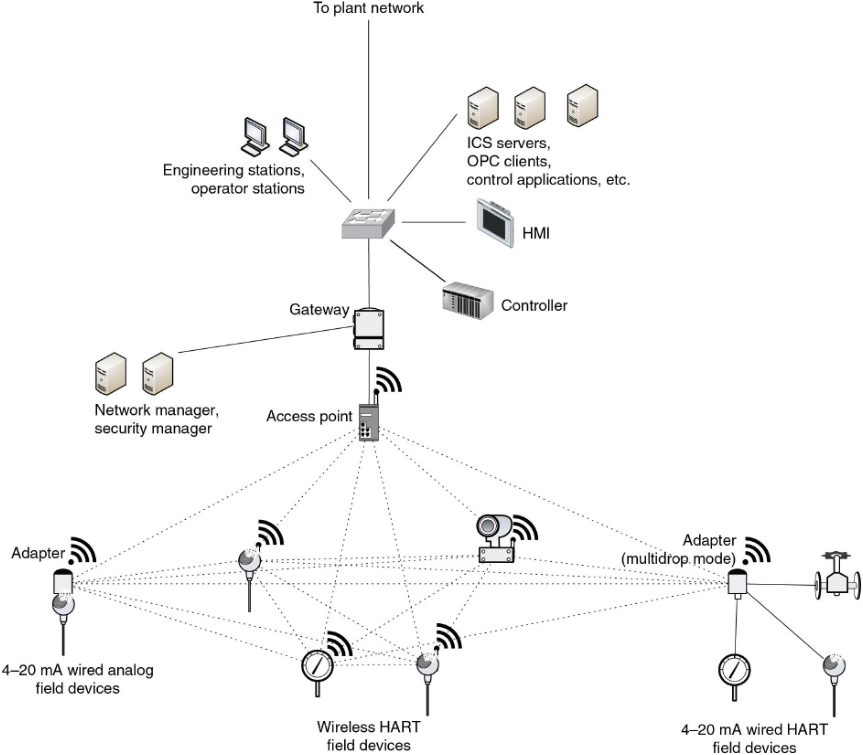 To plant network
ICS servers,
OPC clients,
control applications, etc.
Engineering stations,
operator stations
HMI
Gateway
Controller
Network manager,
security manager
Access point
Adapter
Adapter
(multidrop mode)
4–20 mA wired analog
field devices
Wireless HART
field devices
4–20 mA wired HART
field devices